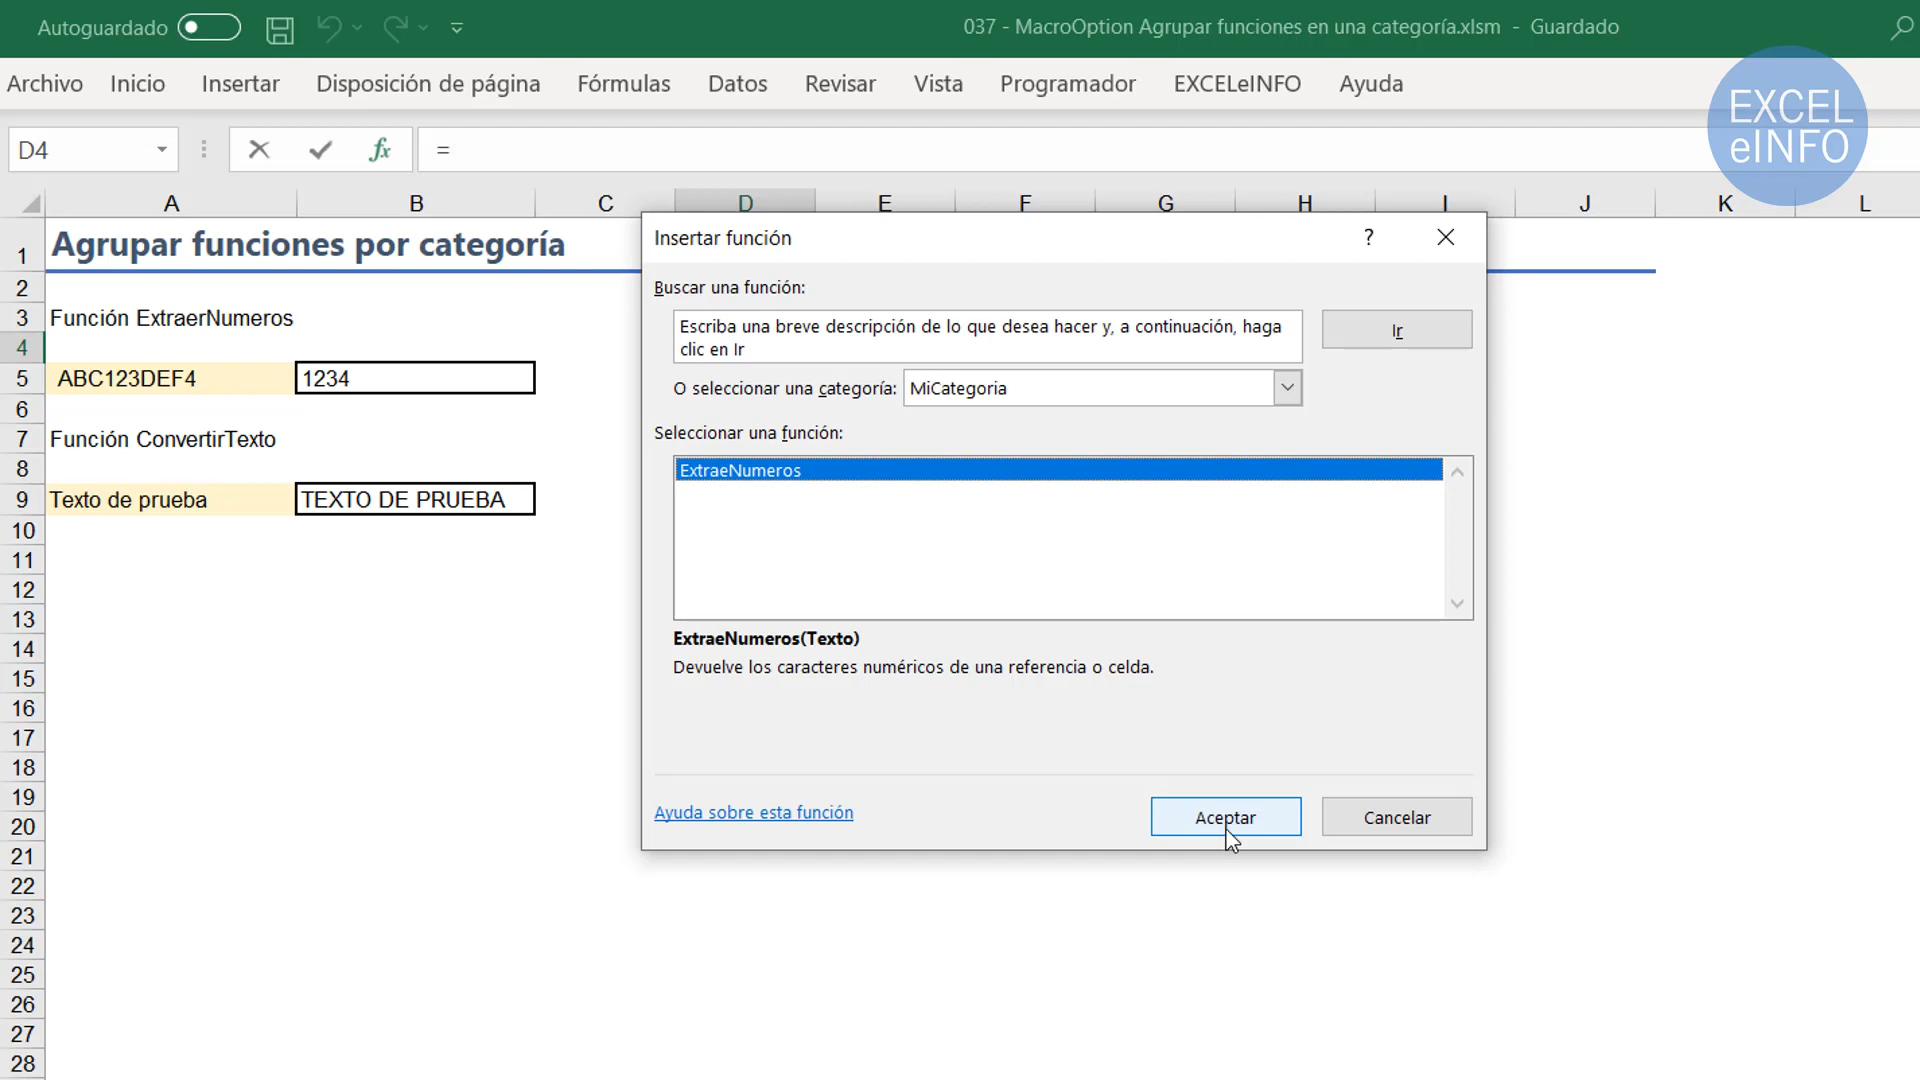 Autoguardado
037 - MacroOption Agrupar funciones en una categoría.xlsm - Guardado
Archivo Inicio Insertar Disposición de página Fórmulas Datos Revisar Vista Programador EXCELeINFO Ayuda
EXCEL
eINFO
D4 fx =
A B C D E F G H I J K L
1 Agrupar funciones por categoría
2
3 Función ExtraerNumeros
4
5 ABC123DEF4 1234
6
7 Función ConvertirTexto
8
9 Texto de prueba TEXTO DE PRUEBA
10
11
12
13
14
15
16
17
18
19
20
21
22
23
24
25
26
27
28
Insertar función ?
Buscar una función:
Escriba una breve descripción de lo que desea hacer y, a continuación, haga
clic en Ir
Ir
O seleccionar una categoría: MiCategoria
Seleccionar una función:
ExtraeNumeros
ExtraeNumeros(Texto)
Devuelve los caracteres numéricos de una referencia o celda.
Ayuda sobre esta función
Aceptar Cancelar